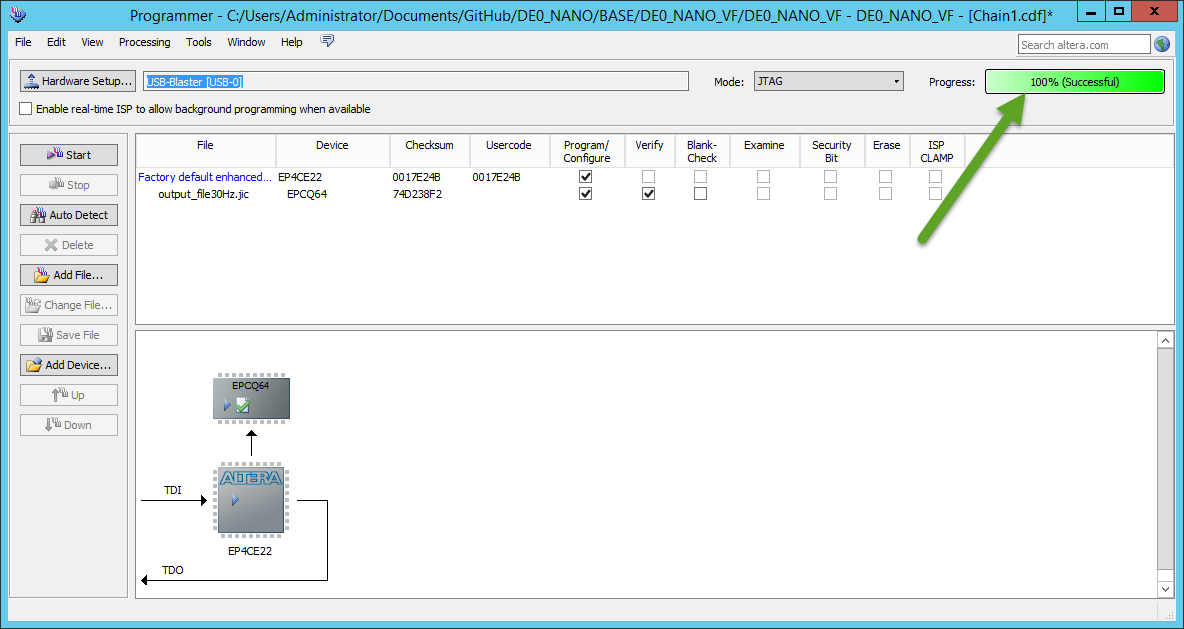 Programmer - C:/Users/Administrator/Documents/GitHub/DE0_NANO/BASE/DE0_NANO_VF/DE0_NANO_VF - DE0_NANO_VF - [Chain1.cdf]*
File Edit View Processing Tools Window Help
Search altera.com
Hardware Setup... USB-Blaster [USB-0] Mode: JTAG Progress: 100% (Successful)
Enable real-time ISP to allow background programming when available
Start
Stop
Auto Detect
Delete
Add File...
Change File...
Save File
Add Device...
Up
Down
File Device Checksum Usercode Program/ Verify Blank- Examine Security Erase ISP
Configure Check Bit CLAMP
Factory default enhanced... EP4CE22 0017E24B 0017E24B
output_file30Hz.jic EPCQ64 74D238F2
EPCQ64
ALTERA
TDI
EP4CE22
TDO